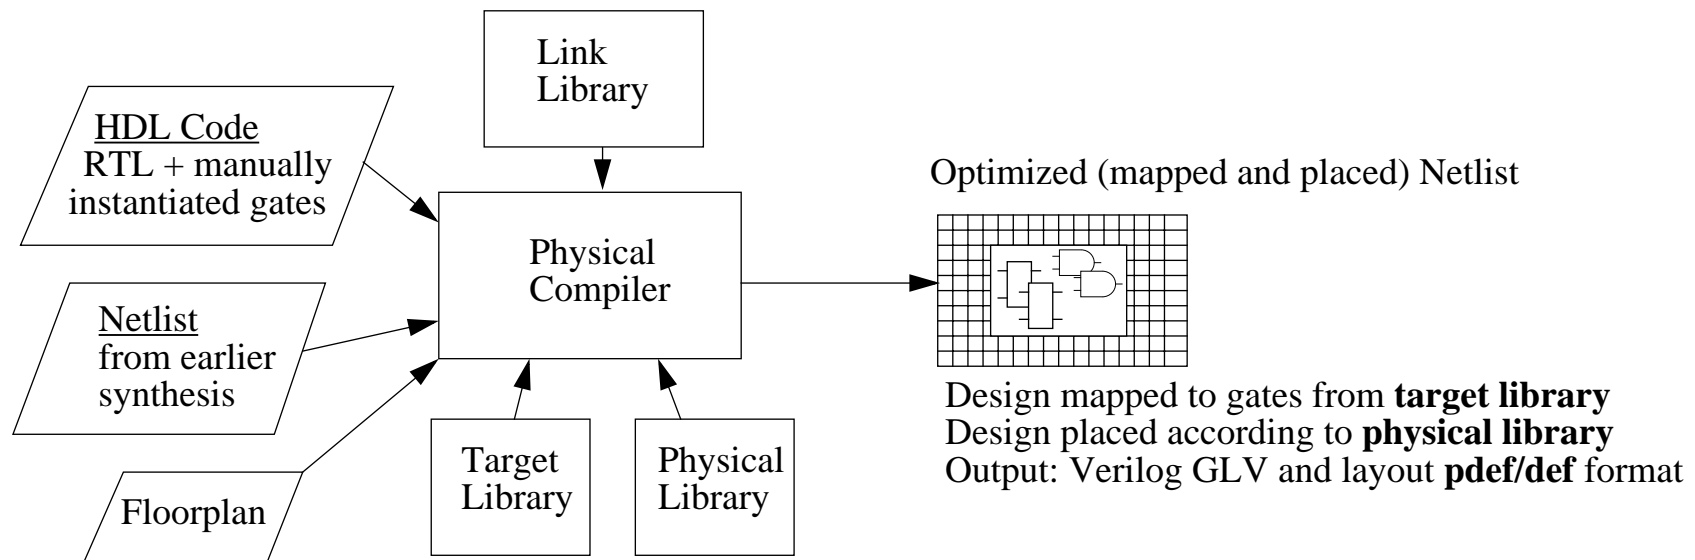 Link
Library
HDL Code
RTL + manually
instantiated gates
Optimized (mapped and placed) Netlist
Physical
Compiler
Netlist
from earlier
synthesis
Design mapped to gates from target library
Design placed according to physical library
Output: Verilog GLV and layout pdef/def format
Target
Library
Physical
Library
Floorplan